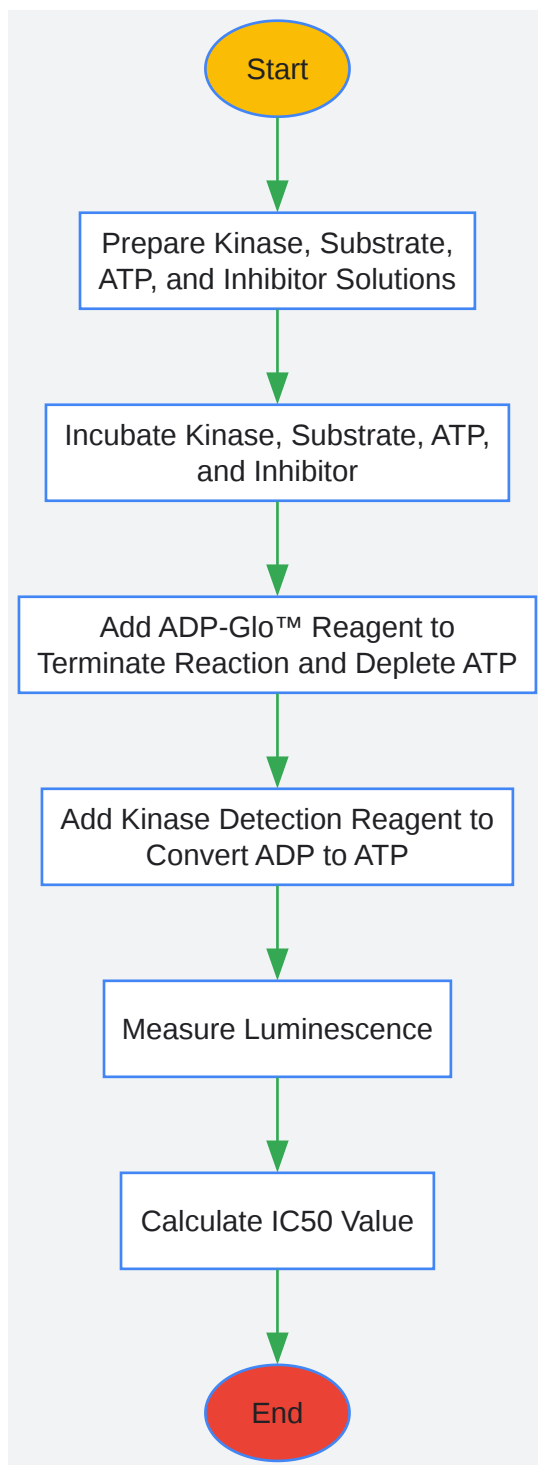 Start
Prepare Kinase, Substrate,
ATP, and Inhibitor Solutions
Incubate Kinase, Substrate, ATP,
and Inhibitor
Add ADP-Glo™ Reagent to
Terminate Reaction and Deplete ATP
Add Kinase Detection Reagent to
Convert ADP to ATP
Measure Luminescence
Calculate IC50 Value
End